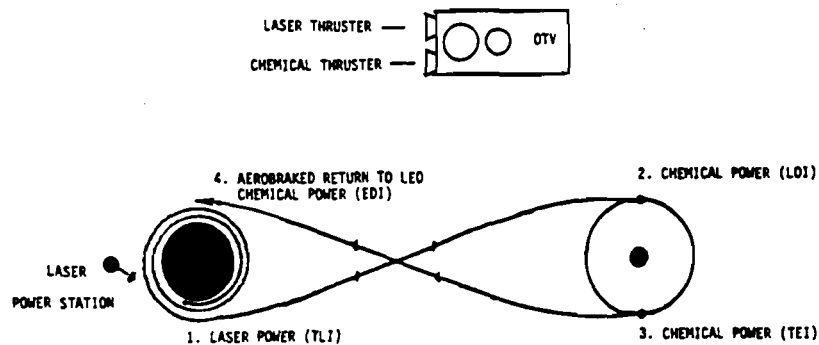 LASER THRUSTER
CHEMICAL THRUSTER
OTV
4. AEROBRAKED RETURN TO LEO
CHEMICAL POWER (EDI)
2. CHEMICAL POWER (LOI)
LASER
POWER STATION
1. LASER POWER (TLI)
3. CHEMICAL POWER (TEI)